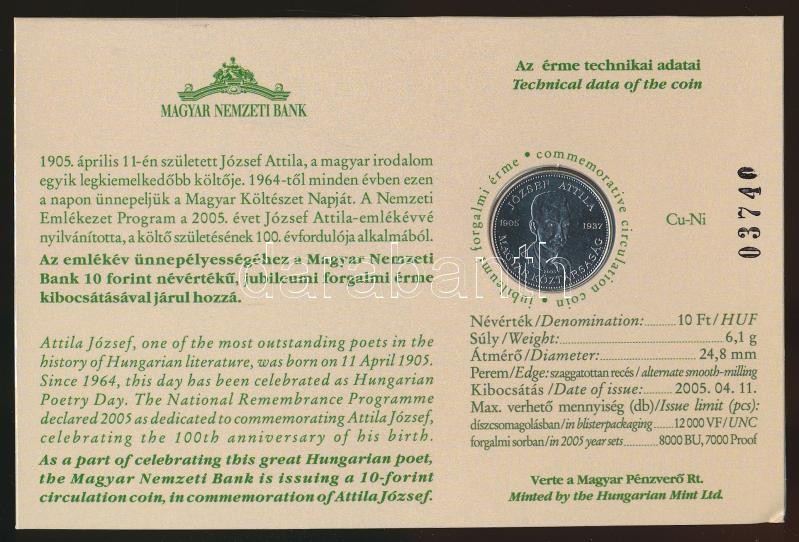 MAGYAR NEMZETI BANK
1905. április 11-én született József Attila, a magyar irodalom
egyik legkiemelkedőbb költője. 1964-től minden évben ezen
a napon ünnepeljük a Magyar Költészet Napját. A Nemzeti
Emlékezet Program a 2005. évet József Attila-emlékévvé
nyilvánította, a költő születésének 100. évfordulója alkalmából.
Az emlékév ünnepélyességéhez a Magyar Nemzeti
Bank 10 forint névértékű, jubileumi forgalmi érme
kibocsátásával járul hozzá.
Attila József, one of the most outstanding poets in the
history of Hungarian literature, was born on 11 April 1905.
Since 1964, this day has been celebrated as Hungarian
Poetry Day. The National Remembrance Programme
declared 2005 as dedicated to commemorating Attila József,
celebrating the 100th anniversary of his birth.
As a part of celebrating this great Hungarian poet,
the Magyar Nemzeti Bank is issuing a 10-forint
circulation coin, in commemoration of Attila József.
Az érme technikai adatai
Technical data of the coin
jubileumi forgalmi érme • commemorative circulation coin •
JÓZSEF ATTILA
1905 1937
MAGYAR KÖZTÁRSASÁG
Cu-Ni
03740
Névérték/Denomination:..........10 Ft/HUF
Súly/Weight:..............................6,1 g
Átmérő/Diameter:....................24,8 mm
Perem/Edge: szaggatottan recés/alternate smooth-milling
Kibocsátás/Date of issue:......2005. 04. 11.
Max. verhető mennyiség (db)/Issue limit (pcs):
díszcsomagolásban/in blisterpackaging.....12 000 VF/UNC
forgalmi sorban/in 2005 year sets..........8000 BU, 7000 Proof
Verte a Magyar Pénzverő Rt.
Minted by the Hungarian Mint Ltd.
darabanth